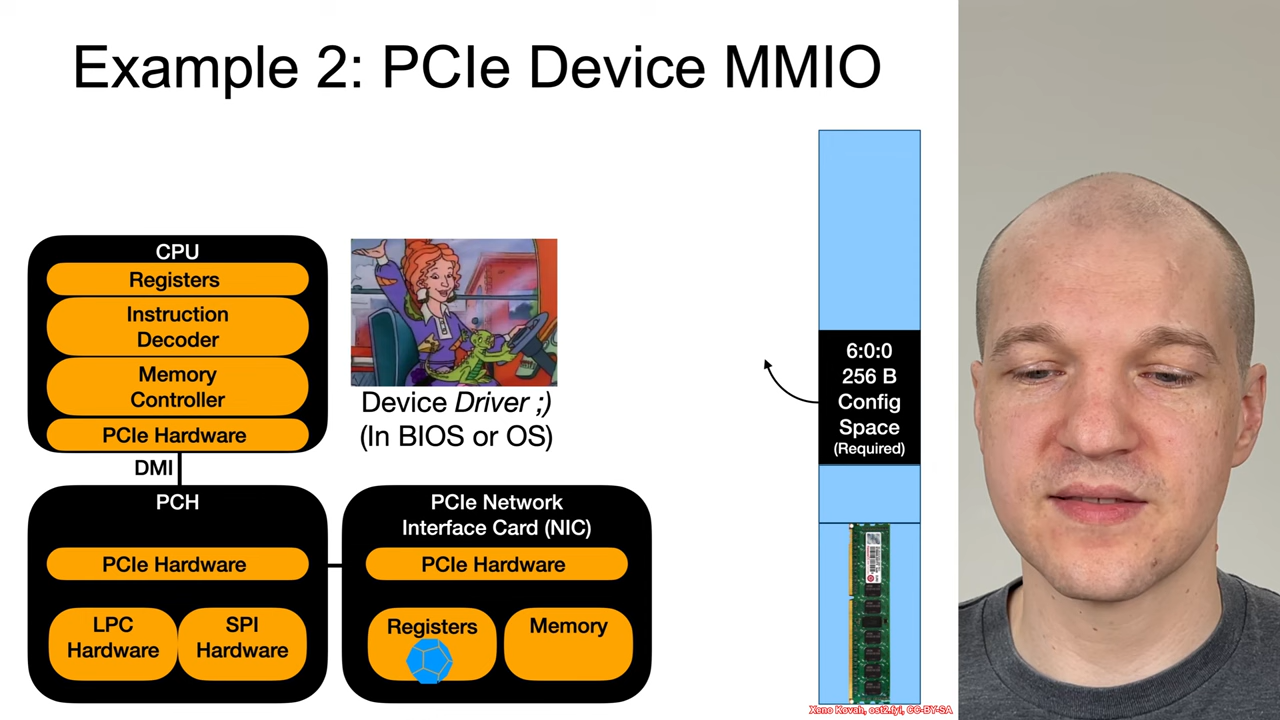 Example 2: PCIe Device MMIO
CPU
Registers
Instruction
Decoder
Memory
Controller
PCIe Hardware
Device Driver ;)
(In BIOS or OS)
DMI
PCH
PCIe Hardware
LPC
Hardware
SPI
Hardware
PCIe Network
Interface Card (NIC)
PCIe Hardware
Registers
Memory
6:0:0
256 B
Config
Space
(Required)
Xeno Kovah, ost2.fyi, CC-BY-SA